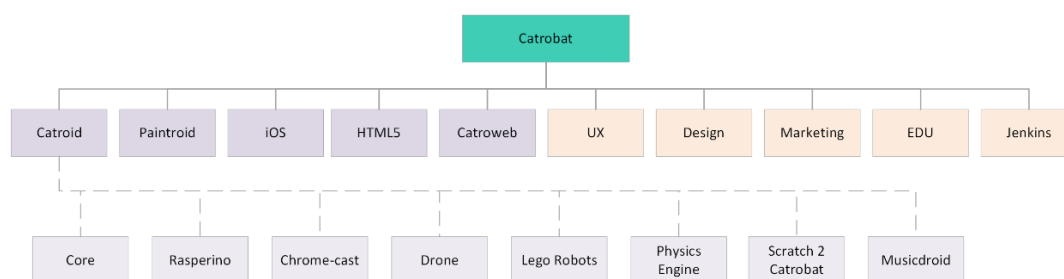 Catrobat
Catroid
Paintroid
iOS
HTML5
Catroweb
UX
Design
Marketing
EDU
Jenkins
Core
Rasperino
Chrome-cast
Drone
Lego Robots
Physics
Engine
Scratch 2
Catrobat
Musicdroid